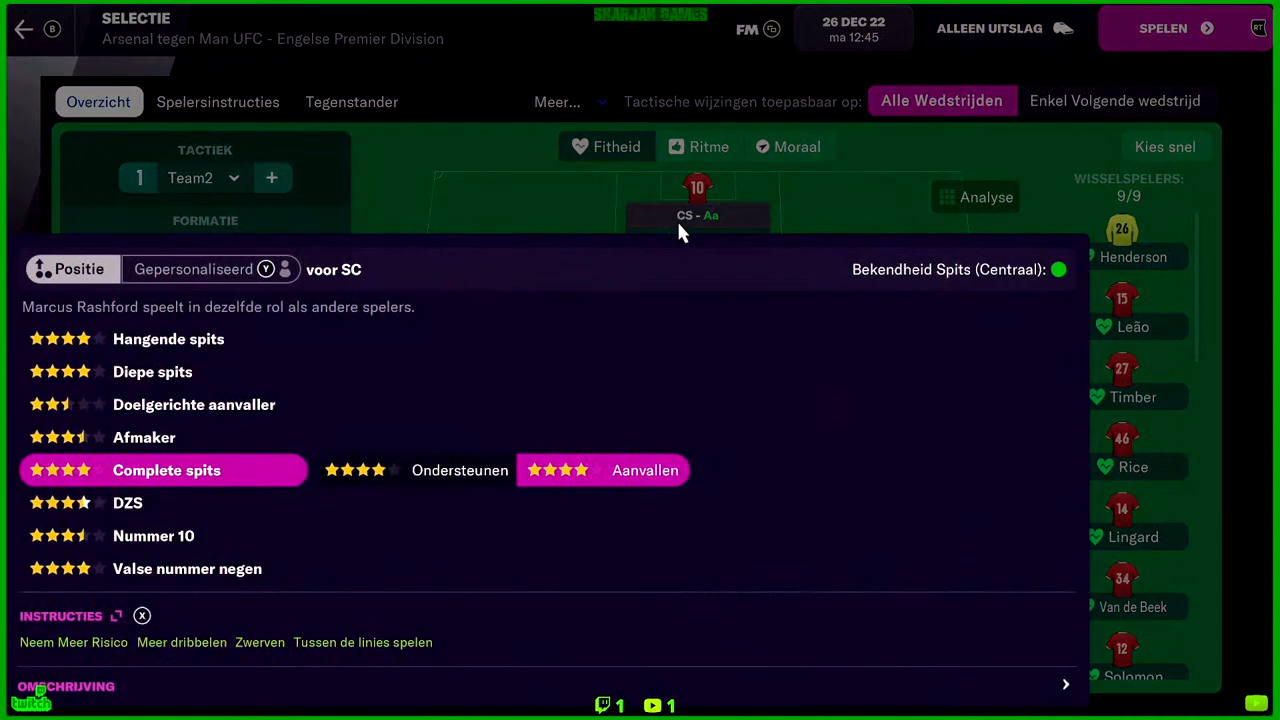 SKARJAK GAMES
B
SELECTIE
Arsenal tegen Man UFC - Engelse Premier Division
FM
26 DEC 22
ma 12:45
ALLEEN UITSLAG
SPELEN
RT
Overzicht
Spelersinstructies
Tegenstander
Meer...
Tactische wijzingen toepasbaar op:
Alle Wedstrijden
Enkel Volgende wedstrijd
TACTIEK
1
Team2
+
FORMATIE
Fitheid
Ritme
Moraal
Kies snel
10
CS - Aa
Analyse
WISSELSPELERS:
9/9
26
Henderson
15
Leão
27
Timber
46
Rice
14
Lingard
34
Van de Beek
12
Solomon
Positie
Gepersonaliseerd
Y
voor SC
Bekendheid Spits (Centraal):
Marcus Rashford speelt in dezelfde rol als andere spelers.
Hangende spits
Diepe spits
Doelgerichte aanvaller
Afmaker
Complete spits
Ondersteunen
Aanvallen
DZS
Nummer 10
Valse nummer negen
INSTRUCTIES
X
Neem Meer Risico Meer dribbelen Zwerven Tussen de linies spelen
OMSCHRIJVING
twitch
1
1